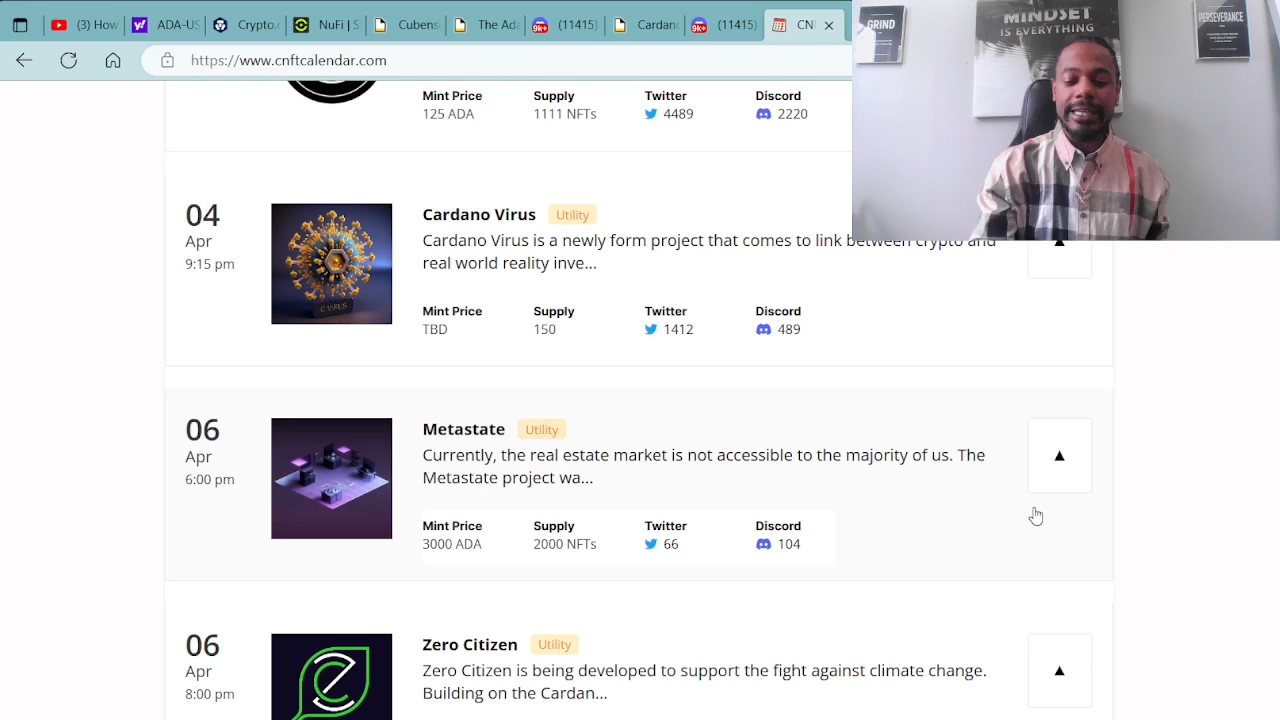 (3) How
ADA-US
Crypto.c
NuFi | S
Cubens
The Ada
9k+
(11415)
Cardan
9k+
(11415)
CNF
https://www.cnftcalendar.com
GRIND
MINDSET
IS EVERYTHING
PERSEVERANCE
Mint Price
Supply
Twitter
Discord
125 ADA
1111 NFTs
4489
2220
04
Apr
9:15 pm
Cardano Virus
Utility
Cardano Virus is a newly form project that comes to link between crypto and
real world reality inve...
C VIRUS
Mint Price
Supply
Twitter
Discord
TBD
150
1412
489
06
Apr
6:00 pm
Metastate
Utility
Currently, the real estate market is not accessible to the majority of us. The
Metastate project wa...
Mint Price
Supply
Twitter
Discord
3000 ADA
2000 NFTs
66
104
06
Apr
8:00 pm
Zero Citizen
Utility
Zero Citizen is being developed to support the fight against climate change.
Building on the Cardan...